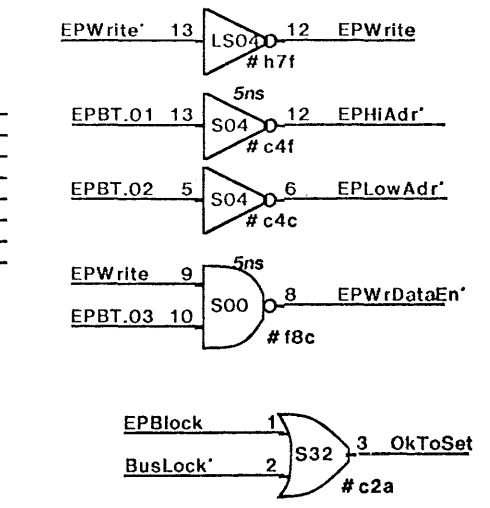 EPWrite' 13 LS04 12 EPWrite
#h7f
5ns
EPBT.01 13 S04 12 EPHiAdr'
#c4f
EPBT.02 5 S04 6 EPLowAdr'
#c4c
5ns
EPWrite 9
S00 8 EPWrDataEn'
EPBT.03 10
#f8c
EPBlock 1
S32 3 OkToSet
BusLock' 2
#c2a